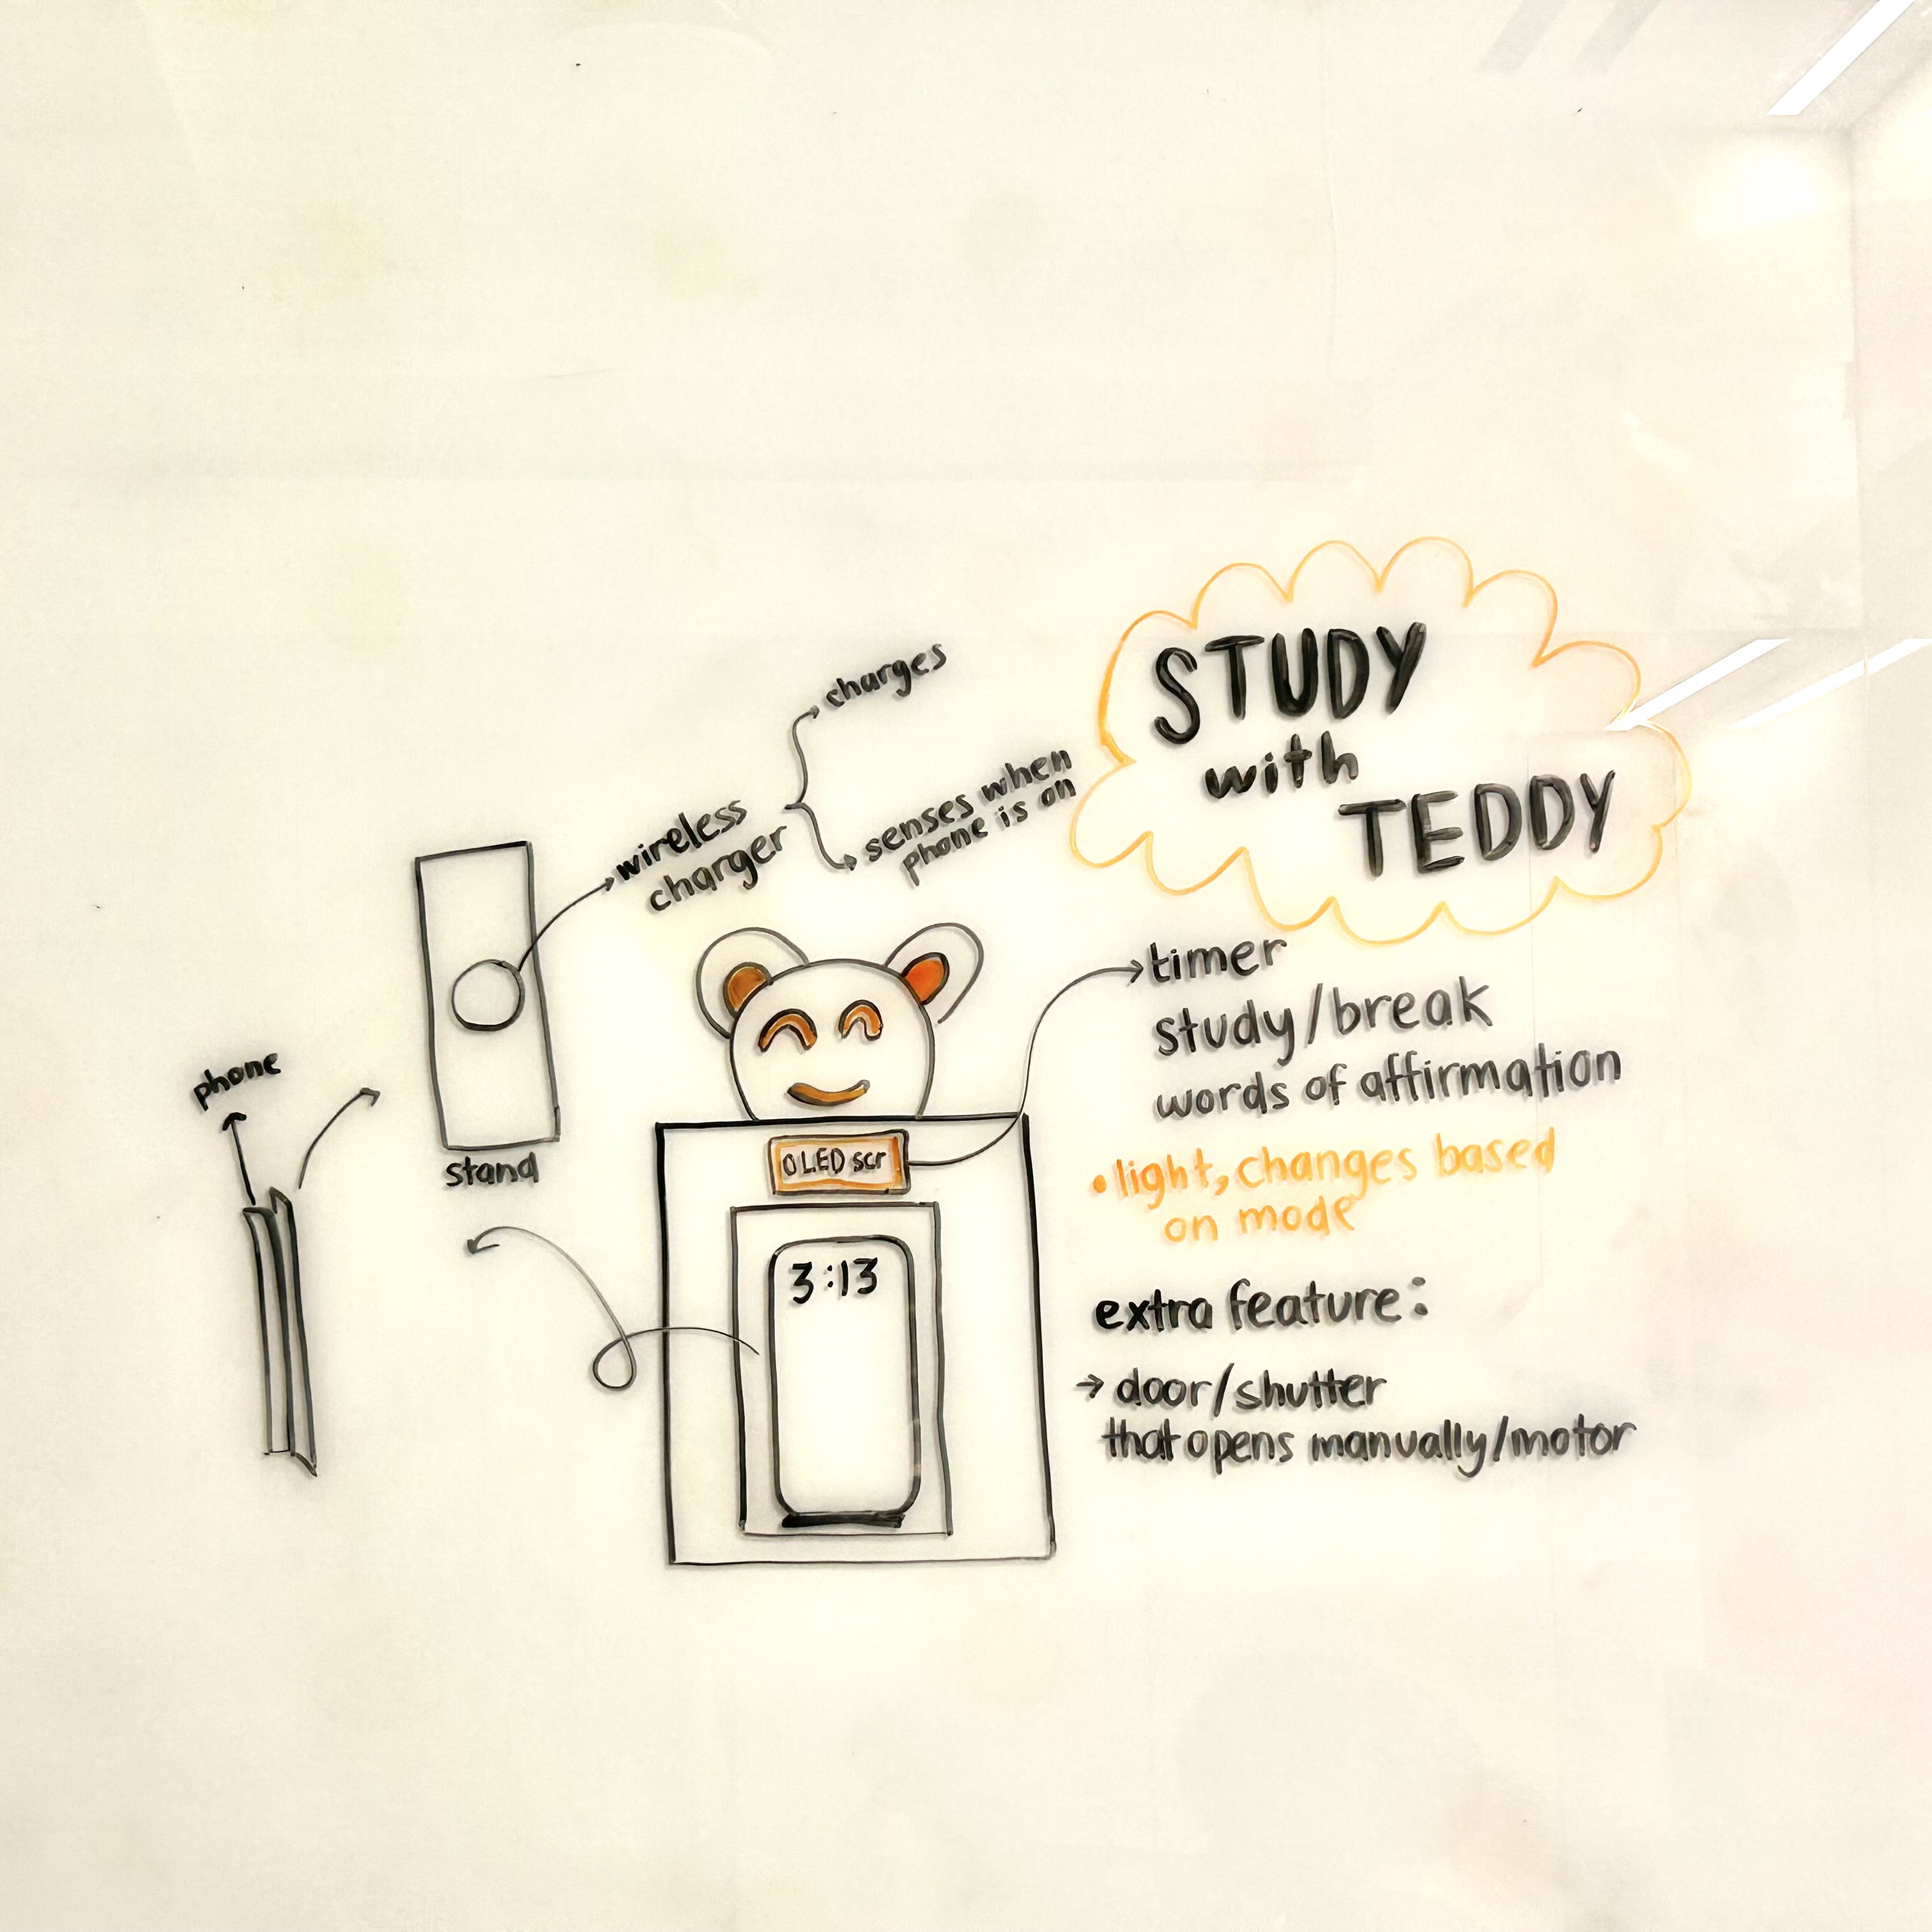 STUDY
with
TEDDY
charges
senses when
phone is on
wireless
charger
phone
stand
timer
study/break
words of affirmation
OLED scr
• light, changes based
on mode
3:13
extra feature:
→ door/shutter
that opens manually/motor